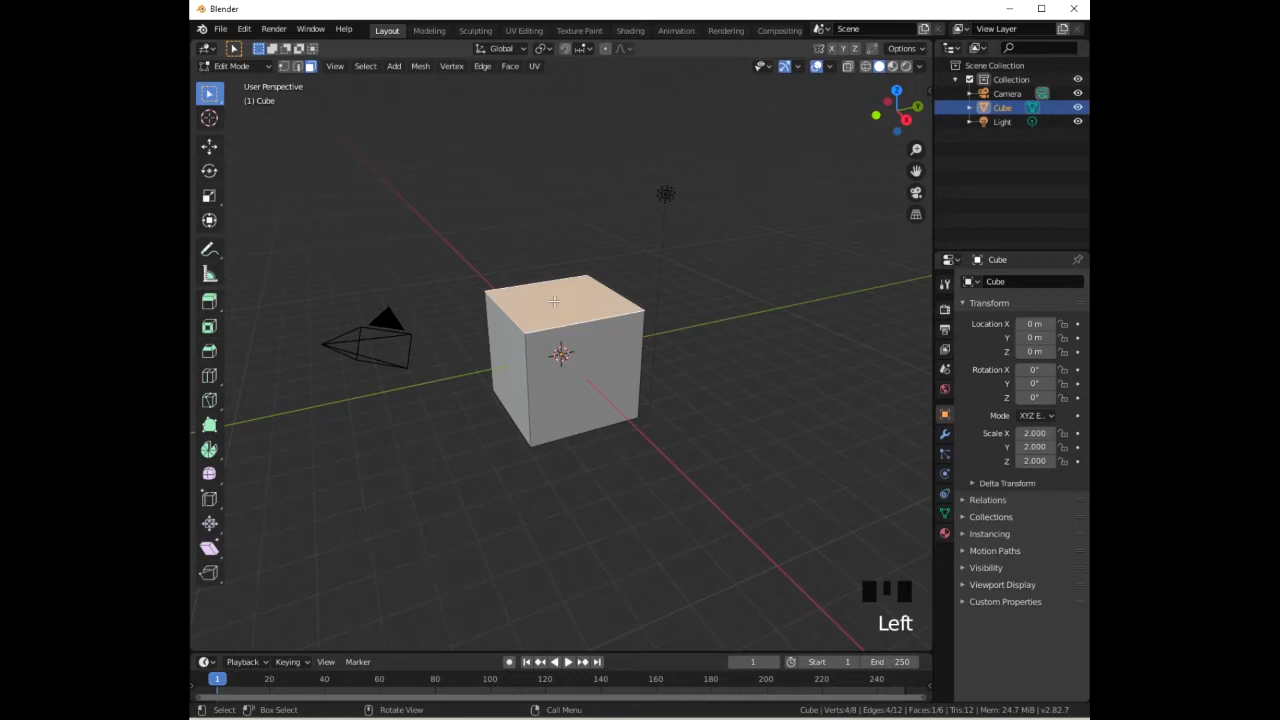 Blender
File Edit Render Window Help Layout Modeling Sculpting UV Editing Texture Paint Shading Animation Rendering Compositing Scene View Layer
Global X Y Z Options
Edit Mode View Select Add Mesh Vertex Edge Face UV
User Perspective
(1) Cube
Z
Y
X
Scene Collection
Collection
Camera
Cube
Light
Cube
Cube
Transform
Location X 0 m
Y 0 m
Z 0 m
Rotation X 0°
Y 0°
Z 0°
Mode XYZ E..
Scale X 2.000
Y 2.000
Z 2.000
Delta Transform
Relations
Collections
Instancing
Motion Paths
Visibility
Viewport Display
Custom Properties
Left
Playback Keying View Marker 1 Start 1 End 250
1 20 40 60 80 100 120 140 160 180 200 220 240
Select Box Select Rotate View Call Menu Cube | Verts:4/8 | Edges:4/12 | Faces:1/6 | Tris:12 | Mem: 24.7 MiB | v2.82.7